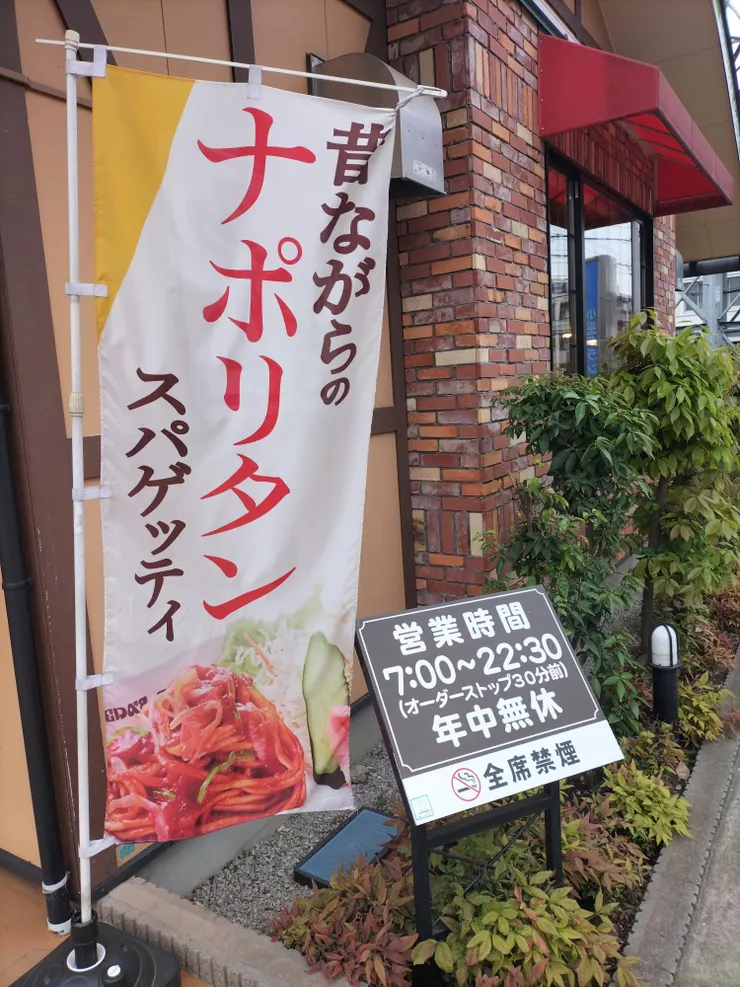 昔ながらの
ナポリタン
スパゲッティ
営業時間
7:00～22:30
(オーダーストップ30分前)
年中無休
全席禁煙